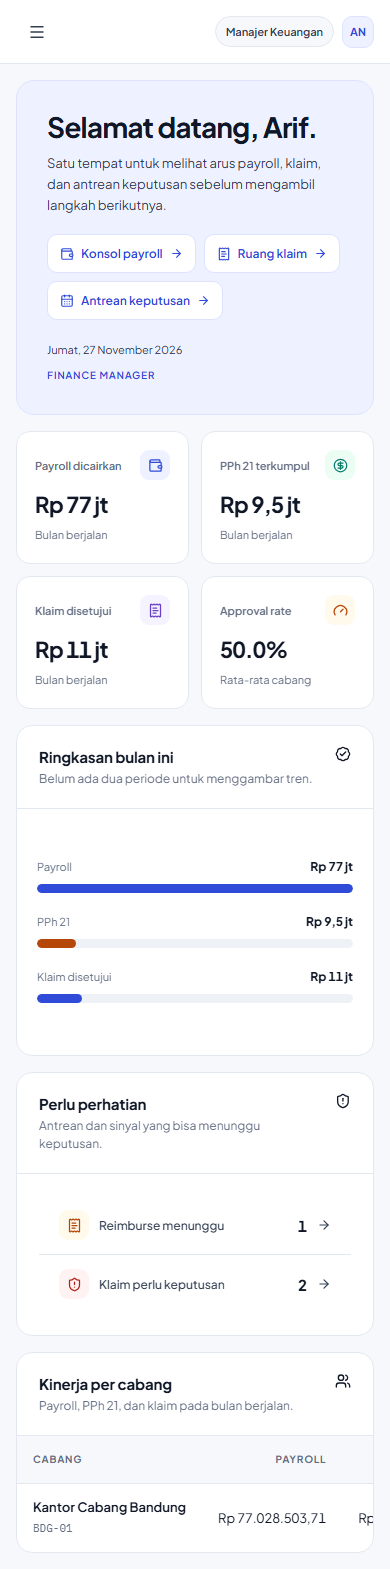 Manajer Keuangan
AN
Selamat datang, Arif.
Satu tempat untuk melihat arus payroll, klaim,
dan antrean keputusan sebelum mengambil
langkah berikutnya.
Konsol payroll →
Ruang klaim →
Antrean keputusan →
Jumat, 27 November 2026
FINANCE MANAGER
Payroll dicairkan
Rp 77 jt
Bulan berjalan
PPh 21 terkumpul
Rp 9,5 jt
Bulan berjalan
Klaim disetujui
Rp 11 jt
Bulan berjalan
Approval rate
50.0%
Rata-rata cabang
Ringkasan bulan ini
Belum ada dua periode untuk menggambar tren.
Payroll Rp 77 jt
PPh 21 Rp 9,5 jt
Klaim disetujui Rp 11 jt
Perlu perhatian
Antrean dan sinyal yang bisa menunggu
keputusan.
Reimburse menunggu 1 →
Klaim perlu keputusan 2 →
Kinerja per cabang
Payroll, PPh 21, dan klaim pada bulan berjalan.
CABANG PAYROLL
Kantor Cabang Bandung
BDG-01
Rp 77.028.503,71 Rp